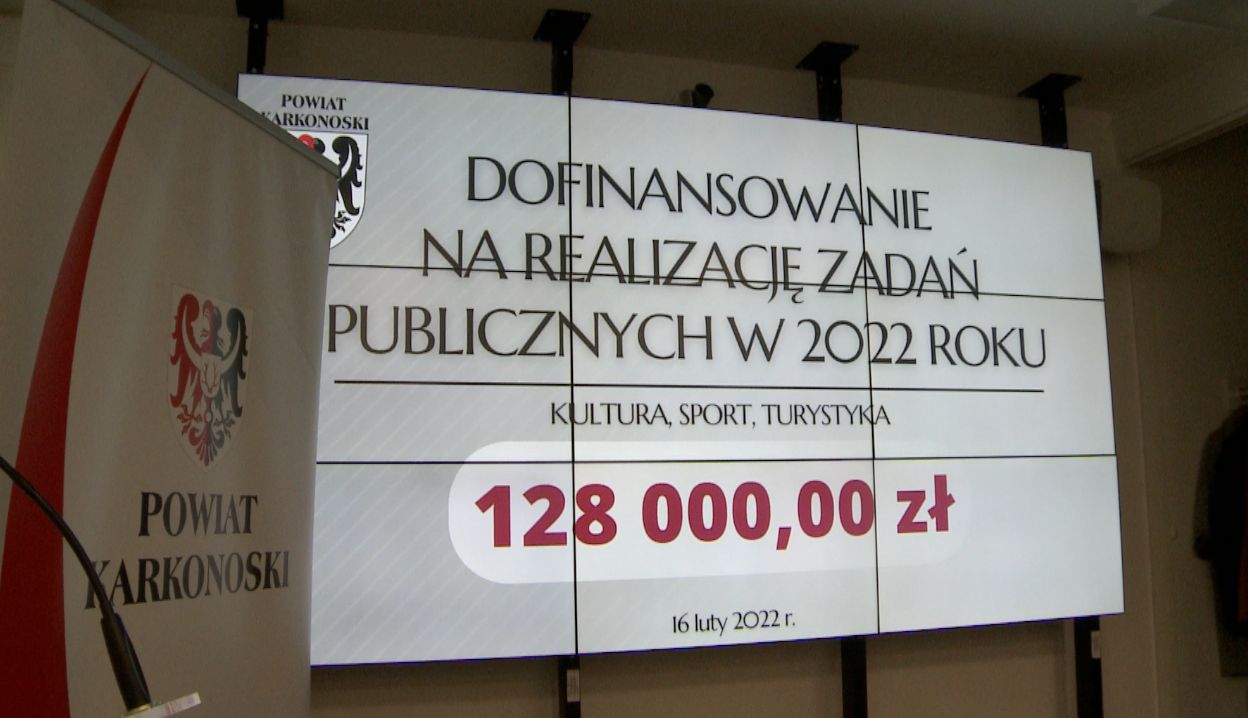 POWIAT
KARKONOSKI
DOFINANSOWANIE
NA REALIZACJĘ ZADAŃ
PUBLICZNYCH W 2022 ROKU
KULTURA, SPORT, TURYSTYKA
128 000,00 zł
16 luty 2022 r.
POWIAT
KARKONOSKI